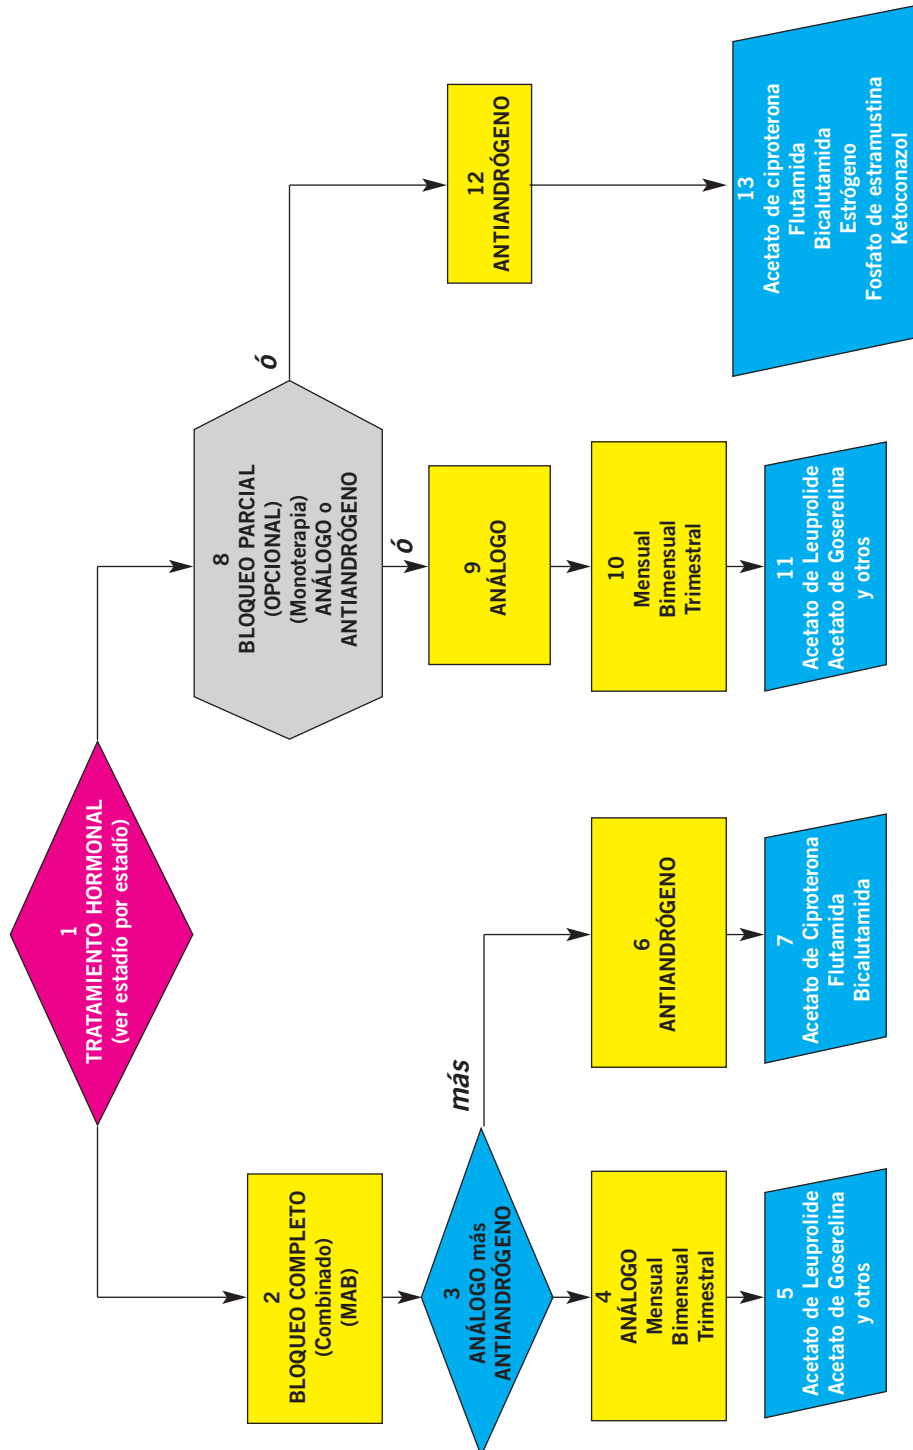 1
TRATAMIENTO HORMONAL
(ver estadío por estadío)
2
BLOQUEO COMPLETO
(Combinado)
(MAB)
3
ANÁLOGO más
ANTIANDRÓGENO
más
4
ANÁLOGO
Mensual
Bimensual
Trimestral
5
Acetato de Leuprolide
Acetato de Goserelina
y otros
6
ANTIANDRÓGENO
7
Acetato de Ciproterona
Flutamida
Bicalutamida
8
BLOQUEO PARCIAL
(OPCIONAL)
(Monoterapia)
ANÁLOGO o
ANTIANDRÓGENO
ó
ó
9
ANÁLOGO
10
Mensual
Bimensual
Trimestral
11
Acetato de Leuprolide
Acetato de Goserelina
y otros
12
ANTIANDRÓGENO
13
Acetato de ciproterona
Flutamida
Bicalutamida
Estrógeno
Fosfato de estramustina
Ketoconazol